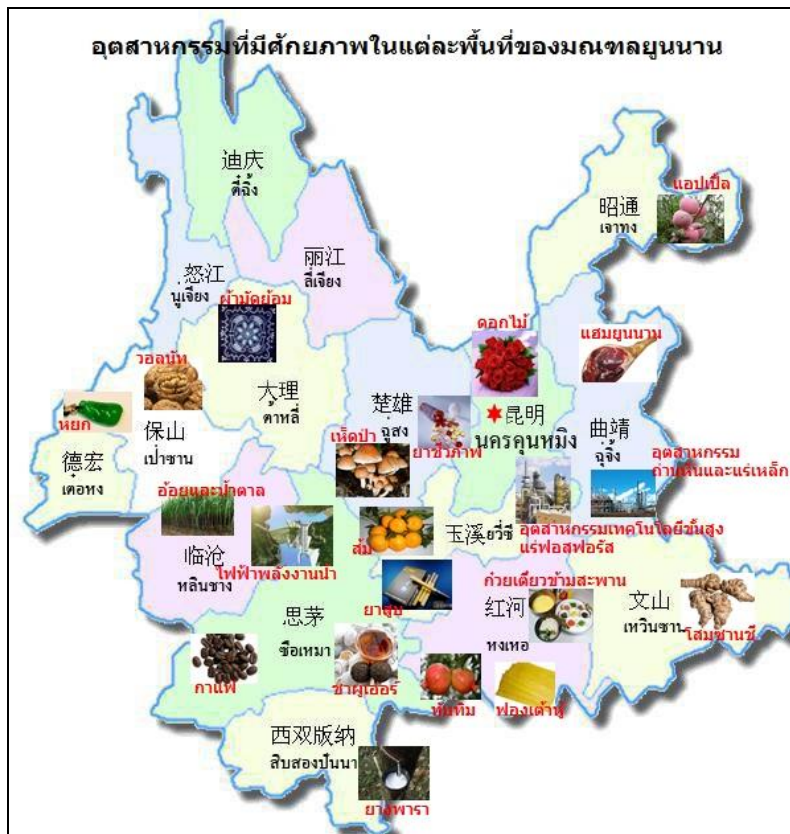 อุตสาหกรรมที่มีศักยภาพในแต่ละพื้นที่ของมณฑลยูนนาน
迪庆
ตี๋ฉิ้ง
昭通
เจาทง
แอปเปิ้ล
丽江
ลี่เจียง
怒江
นูเจียง
ผ้ามัดย้อม
ดอกไม้
แฮมยูนนาน
วอลนัท
大理
ต้าหลี่
楚雄
ฉู่สง
昆明
นครคุนหมิง
曲靖
ฉู่จิ้ง
หยก
保山
เป่าซาน
เห็ดป่า
ยาชีวภาพ
德宏
เต๋อหง
อุตสาหกรรม
ถ่านหินและแร่เหล็ก
อ้อยและน้ำตาล
玉溪
ยวี่ซี
อุตสาหกรรมเทคโนโลยีขั้นสูง
แร่ฟอสฟอรัส
临沧
หลินชาง
ไฟฟ้าพลังงานน้ำ
ส้ม
ยาสูบ
ก๋วยเตี๋ยวข้ามสะพาน
红河
หงเหอ
文山
เหวินซาน
โสมซานชี
思茅
ซือเหมา
กาแฟ
ชาผูเออร์
ทับทิม
ฟองเต้าหู้
西双版纳
สิบสองปันนา
ยางพารา